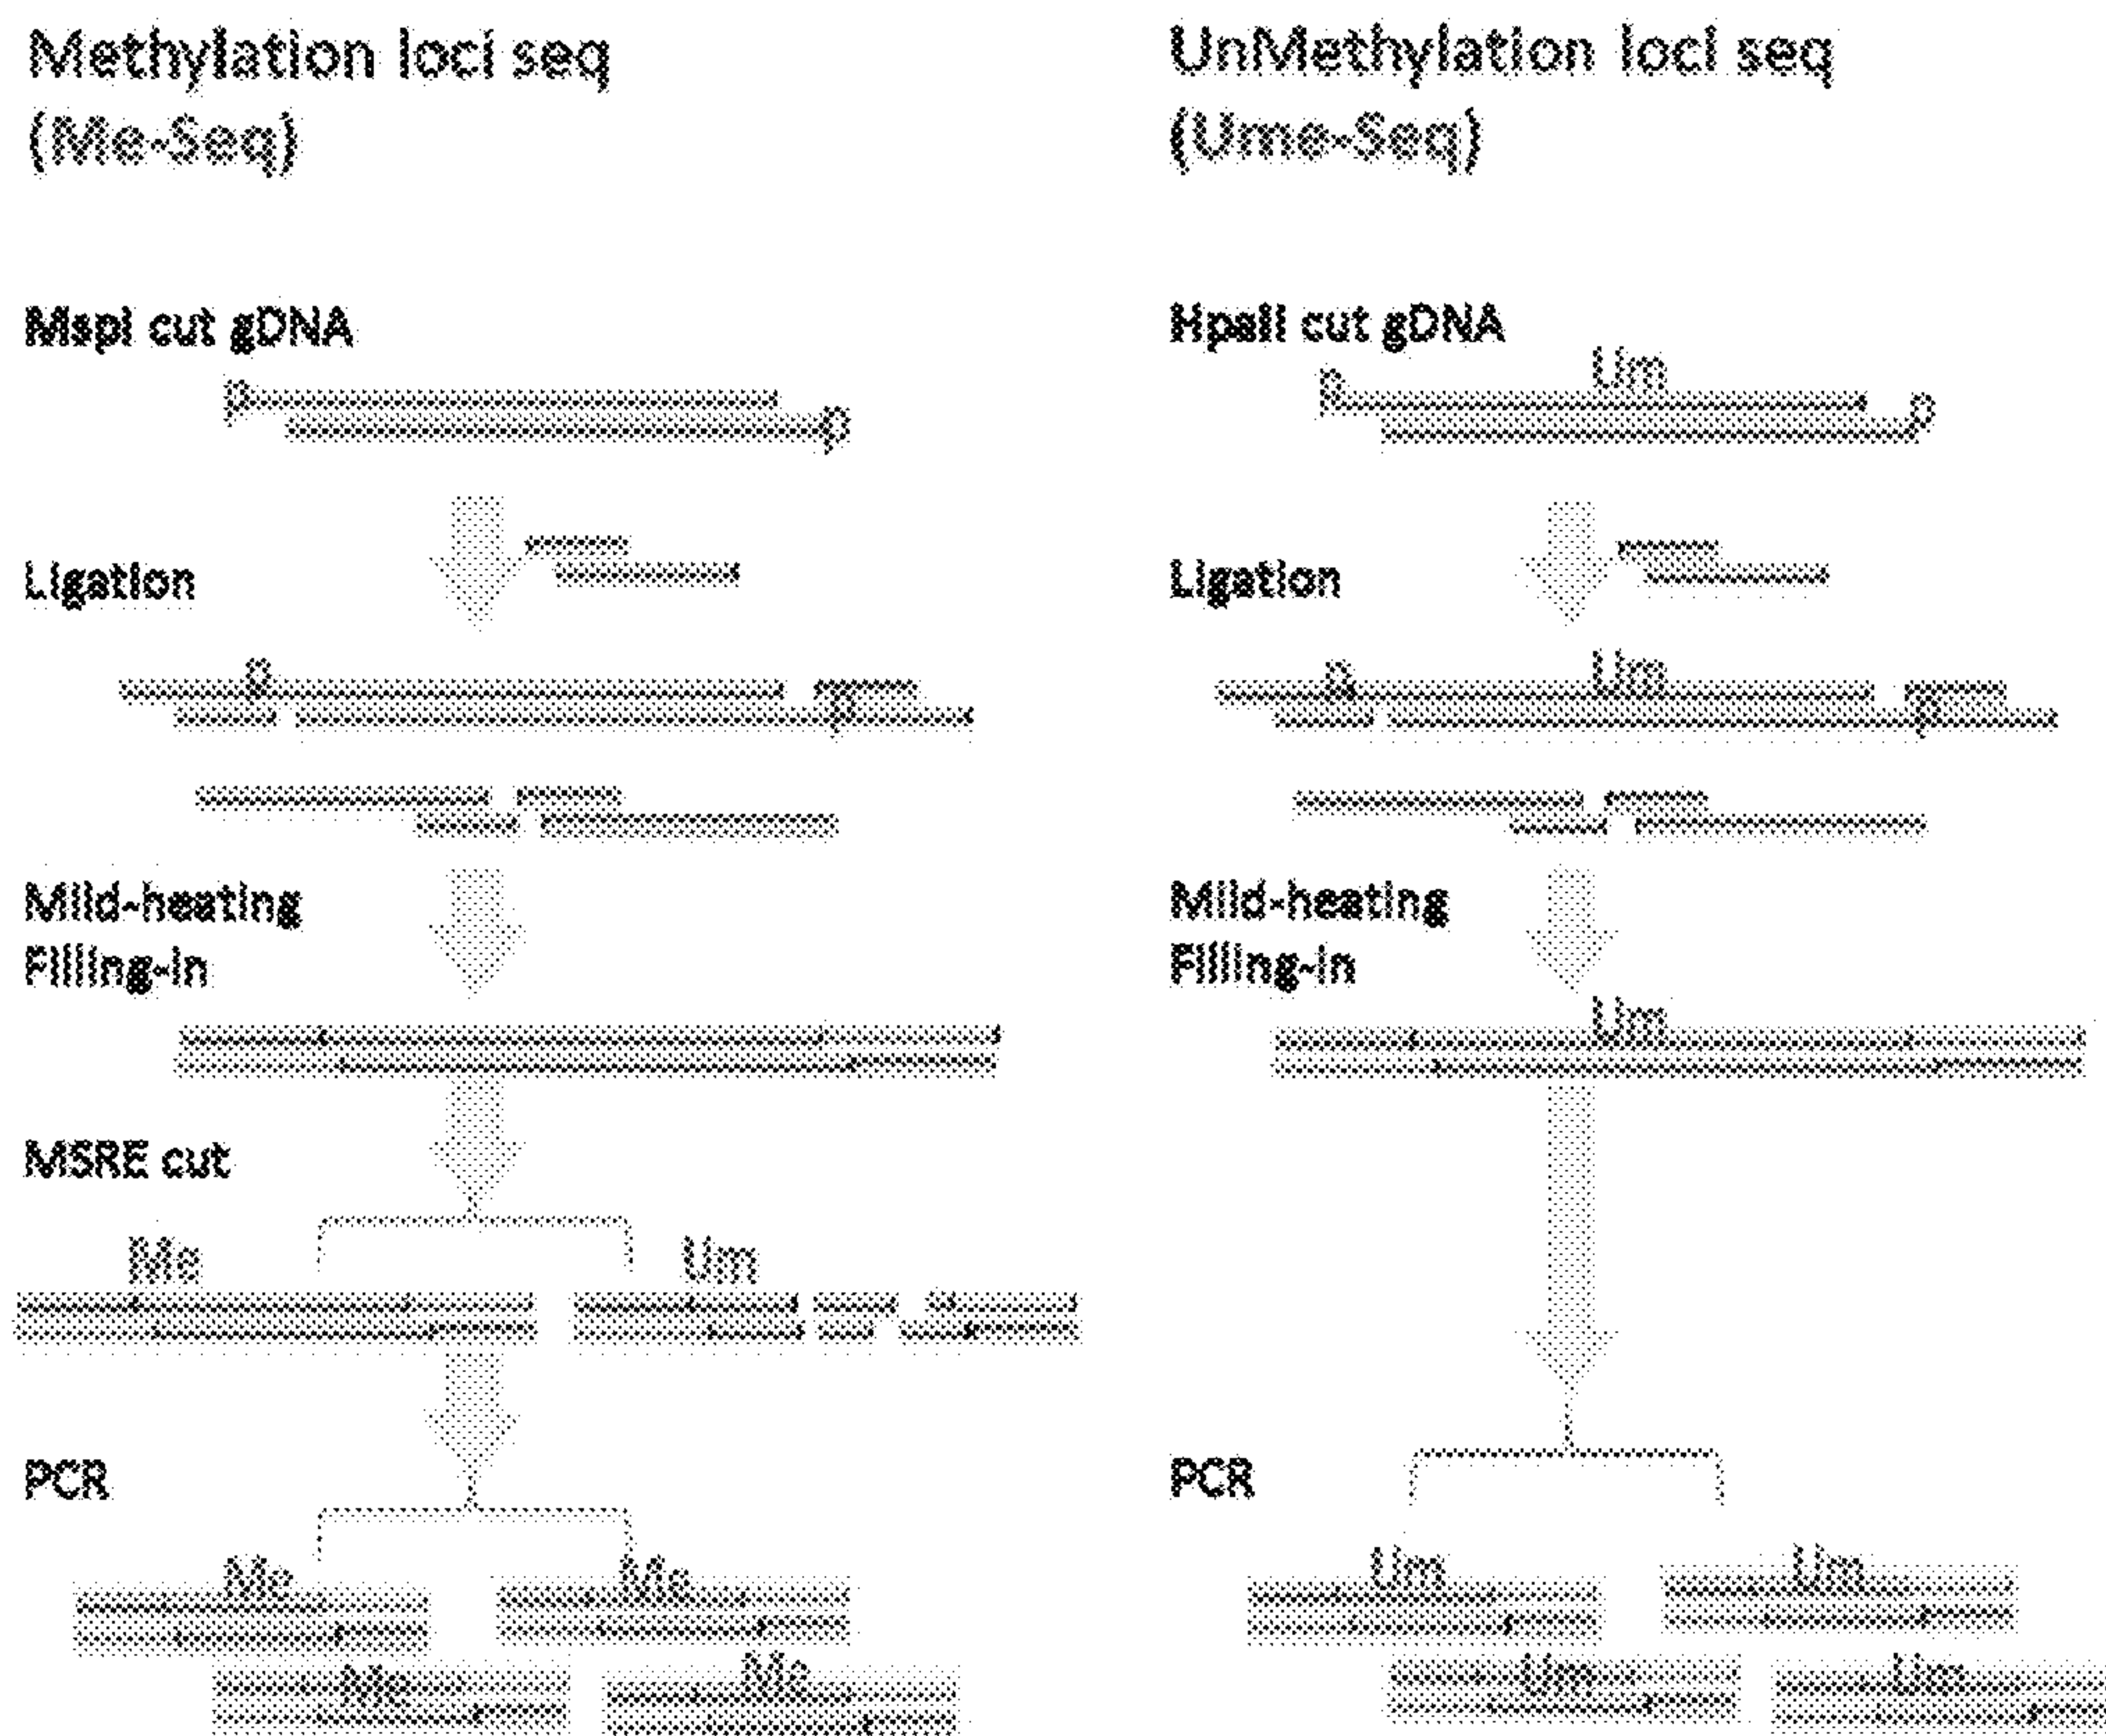 Methylation loci seq
(Me-Seq)
MspI cut gDNA
P
P
Ligation
P
P
Mild-heating
Filling-in
MSRE cut
Me
Um
PCR
Me
Me
Me
Me
UnMethylation loci seq
(Ume-Seq)
HpaII cut gDNA
Um
P
P
Ligation
P
Um
P
Mild-heating
Filling-in
Um
PCR
Um
Um
Um
Um